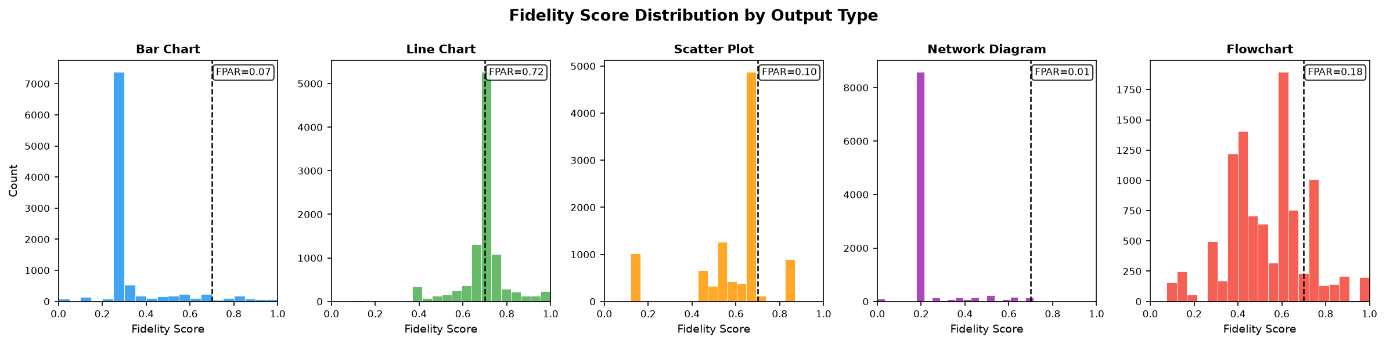 Fidelity Score Distribution by Output Type
Bar Chart
Count
7000
6000
5000
4000
3000
2000
1000
0
FPAR=0.07
0.0 0.2 0.4 0.6 0.8 1.0
Fidelity Score
Line Chart
5000
4000
3000
2000
1000
0
FPAR=0.72
0.0 0.2 0.4 0.6 0.8 1.0
Fidelity Score
Scatter Plot
5000
4000
3000
2000
1000
0
FPAR=0.10
0.0 0.2 0.4 0.6 0.8 1.0
Fidelity Score
Network Diagram
8000
6000
4000
2000
0
FPAR=0.01
0.0 0.2 0.4 0.6 0.8 1.0
Fidelity Score
Flowchart
1750
1500
1250
1000
750
500
250
0
FPAR=0.18
0.0 0.2 0.4 0.6 0.8 1.0
Fidelity Score